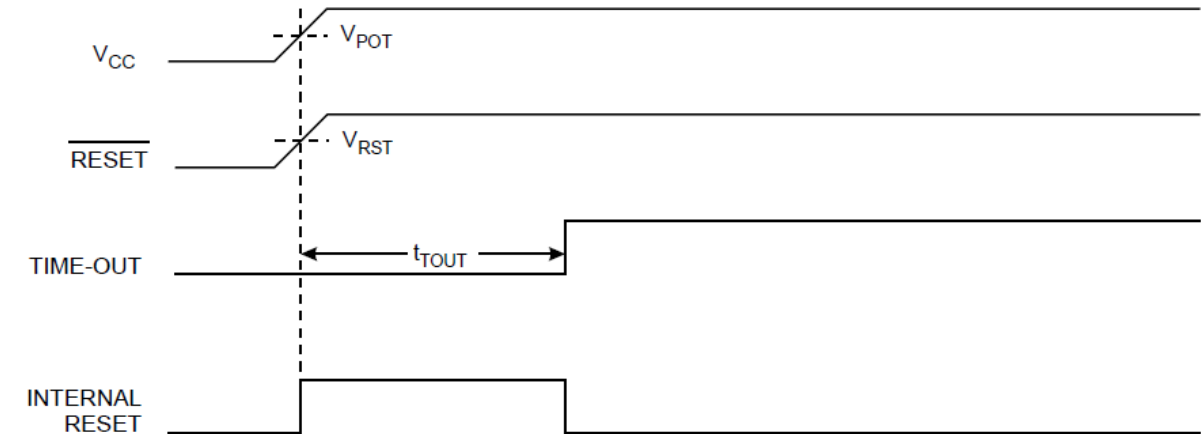 VCC
VPOT
RESET
VRST
TIME-OUT
tTOUT
INTERNAL
RESET